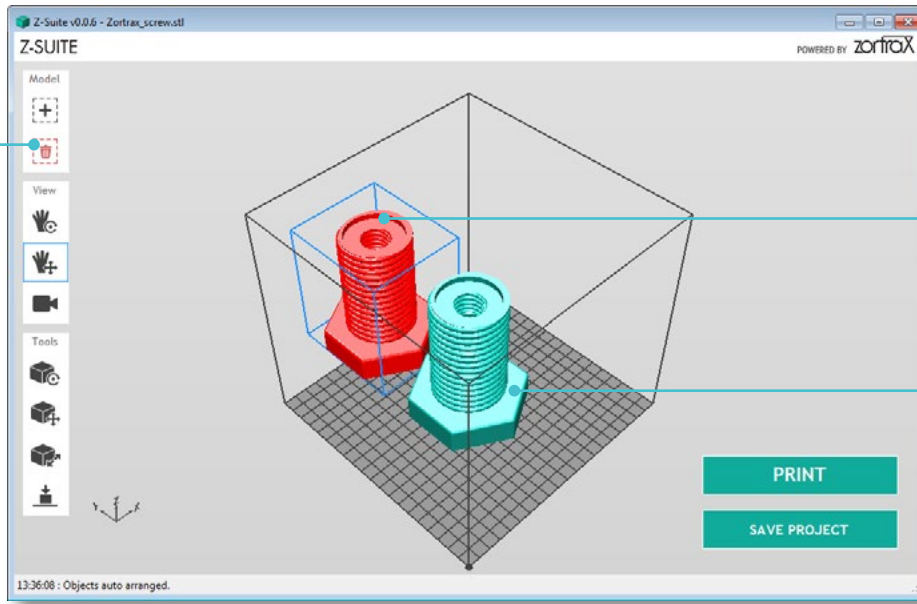 Z-Suite v0.0.6 - Zortrax_screw.stl
Z-SUITE
POWERED BY zortrax
Model
View
Tools
PRINT
SAVE PROJECT
13:36:08 : Objects auto arranged.